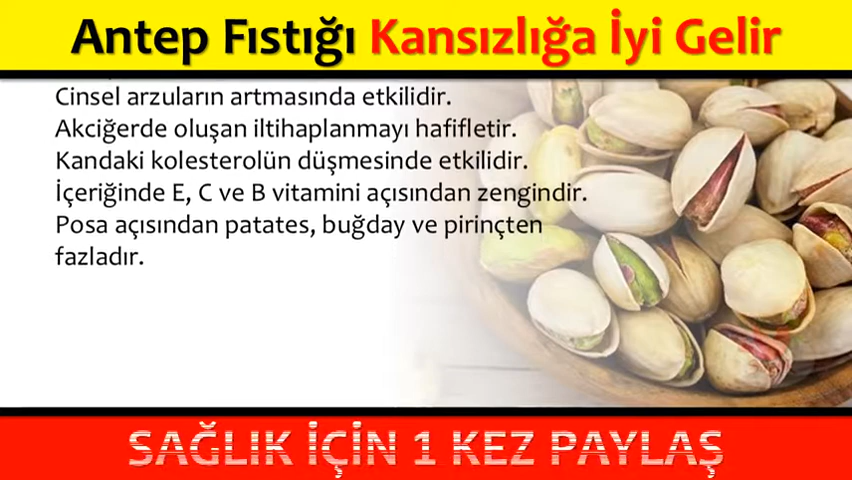 Antep Fıstığı Kansızlığa İyi Gelir
Cinsel arzuların artmasında etkilidir.
Akciğerde oluşan iltihaplanmayı hafifletir.
Kandaki kolesterolün düşmesinde etkilidir.
İçeriğinde E, C ve B vitamini açısından zengindir.
Posa açısından patates, buğday ve pirinçten
fazladır.
SAĞLIK İÇİN 1 KEZ PAYLAŞ